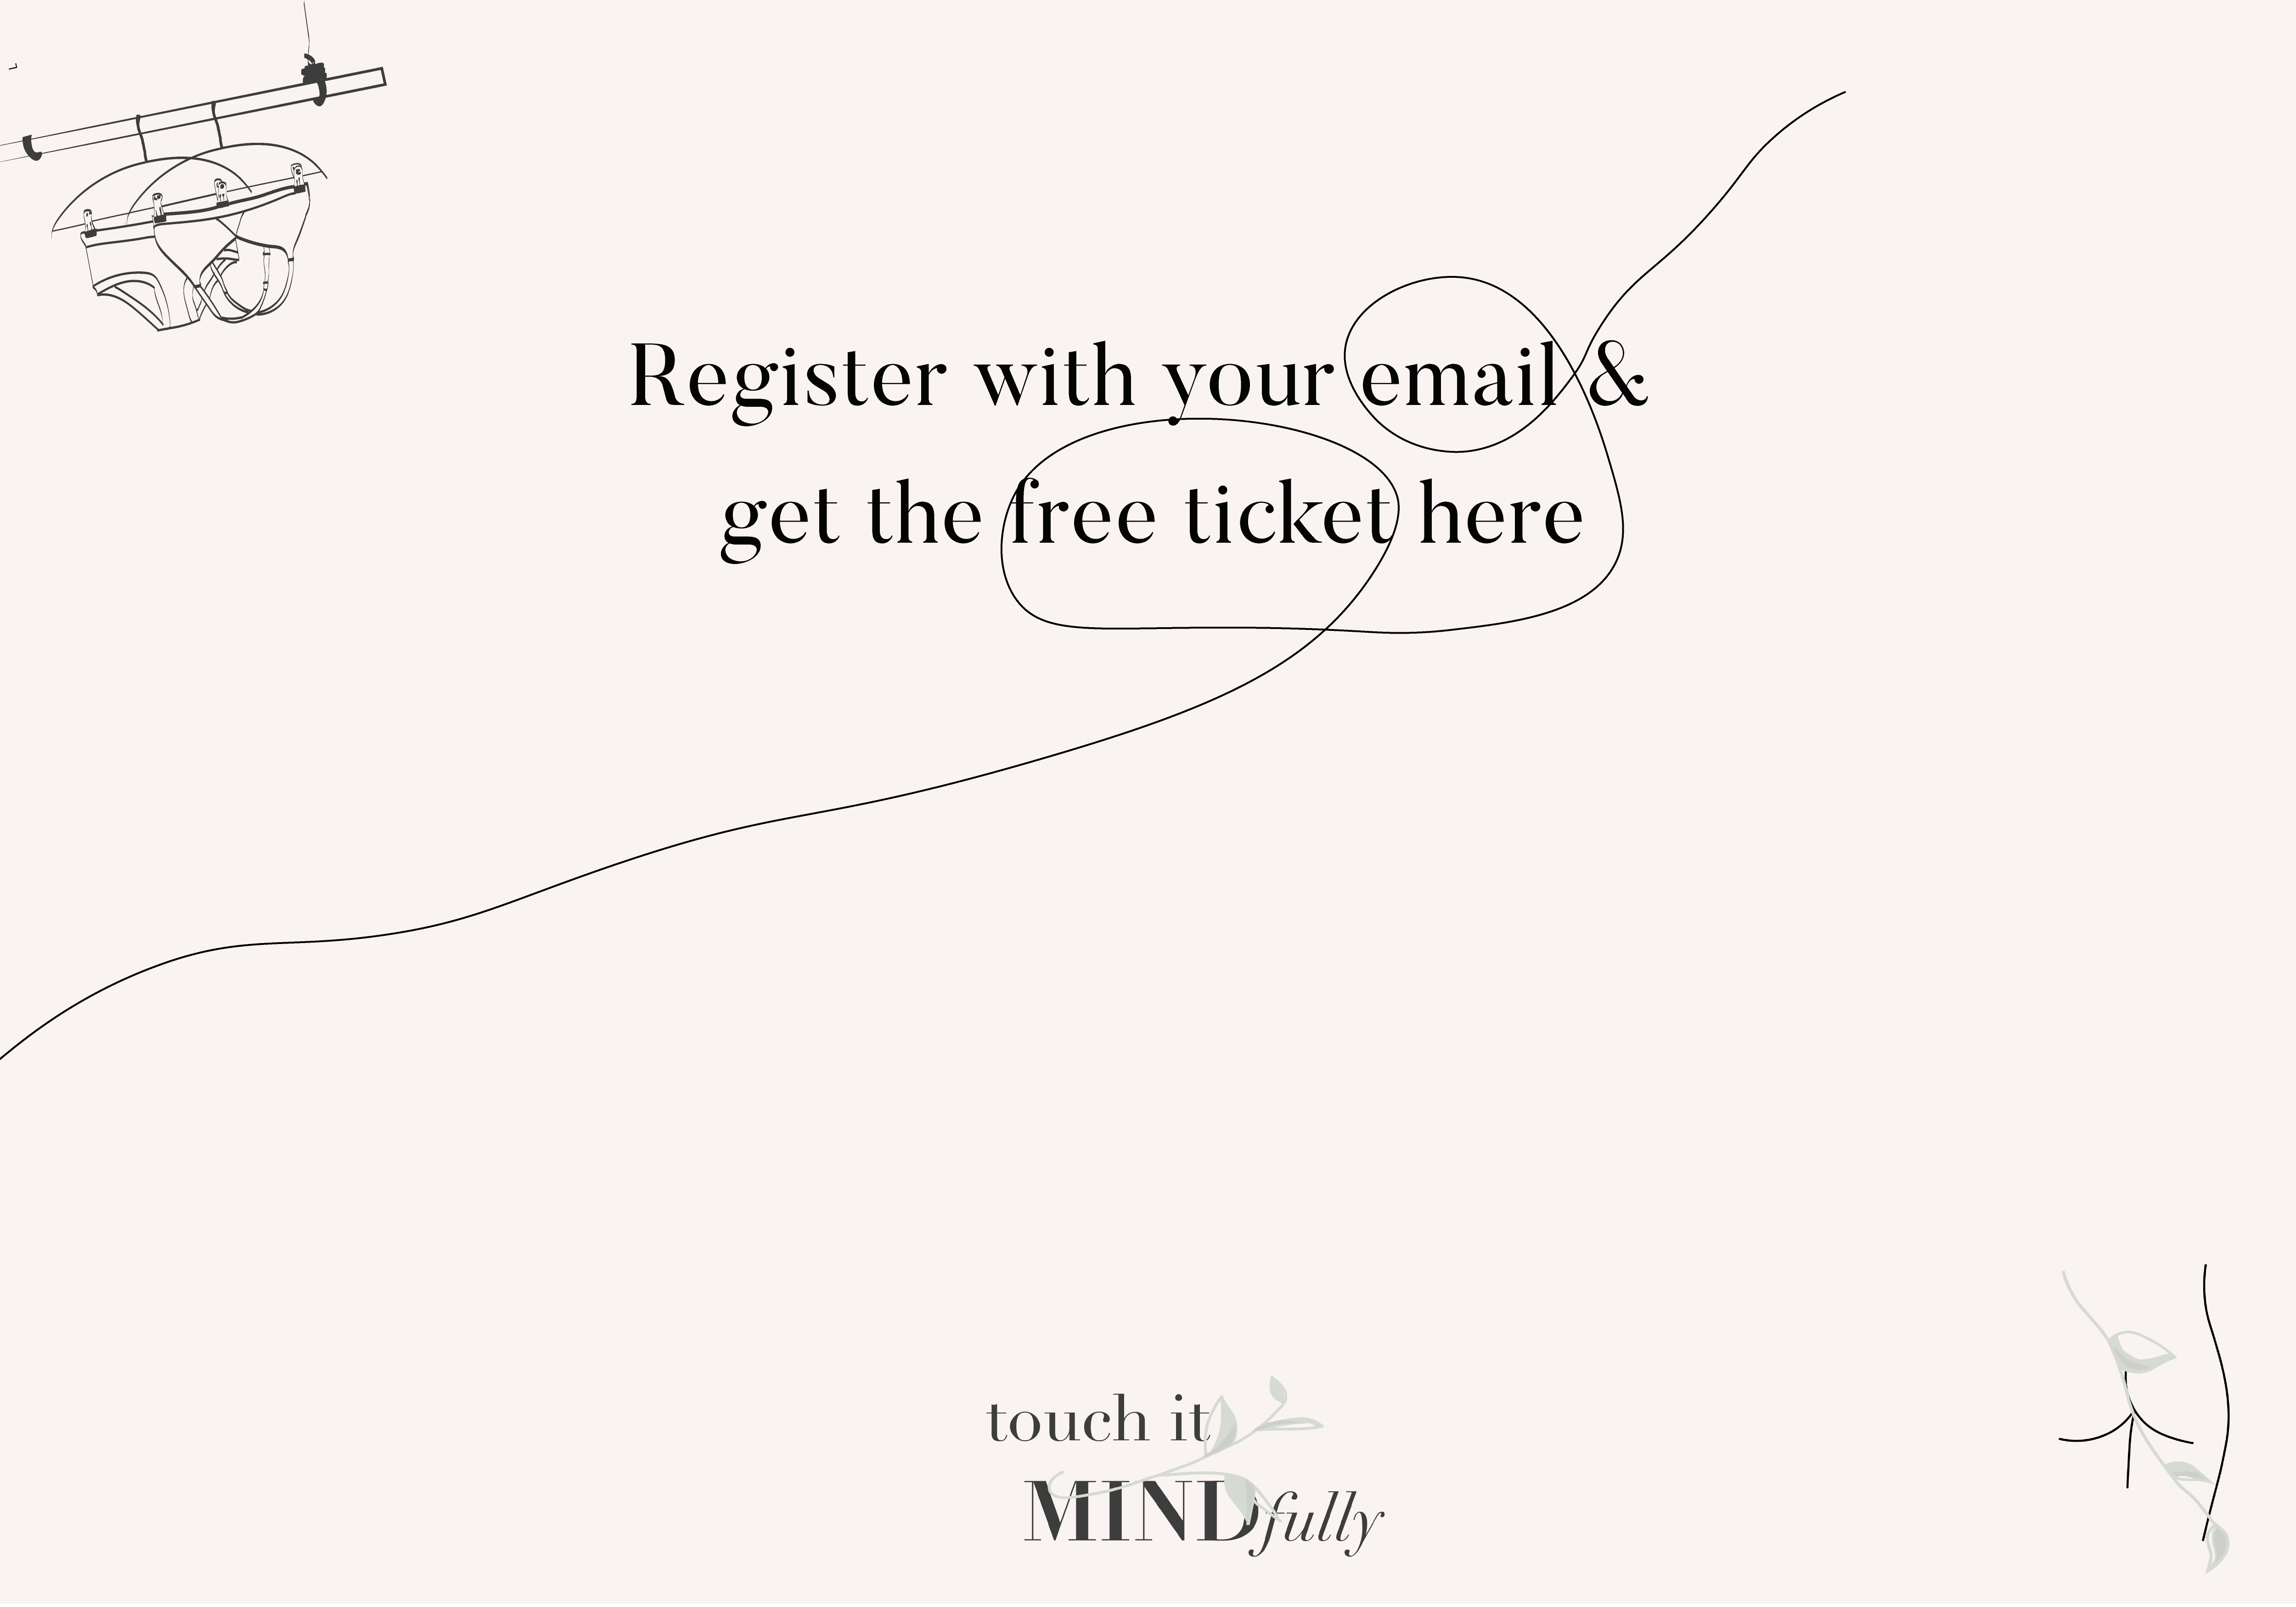 Register with your email &
get the free ticket here
touch it
MINDfully